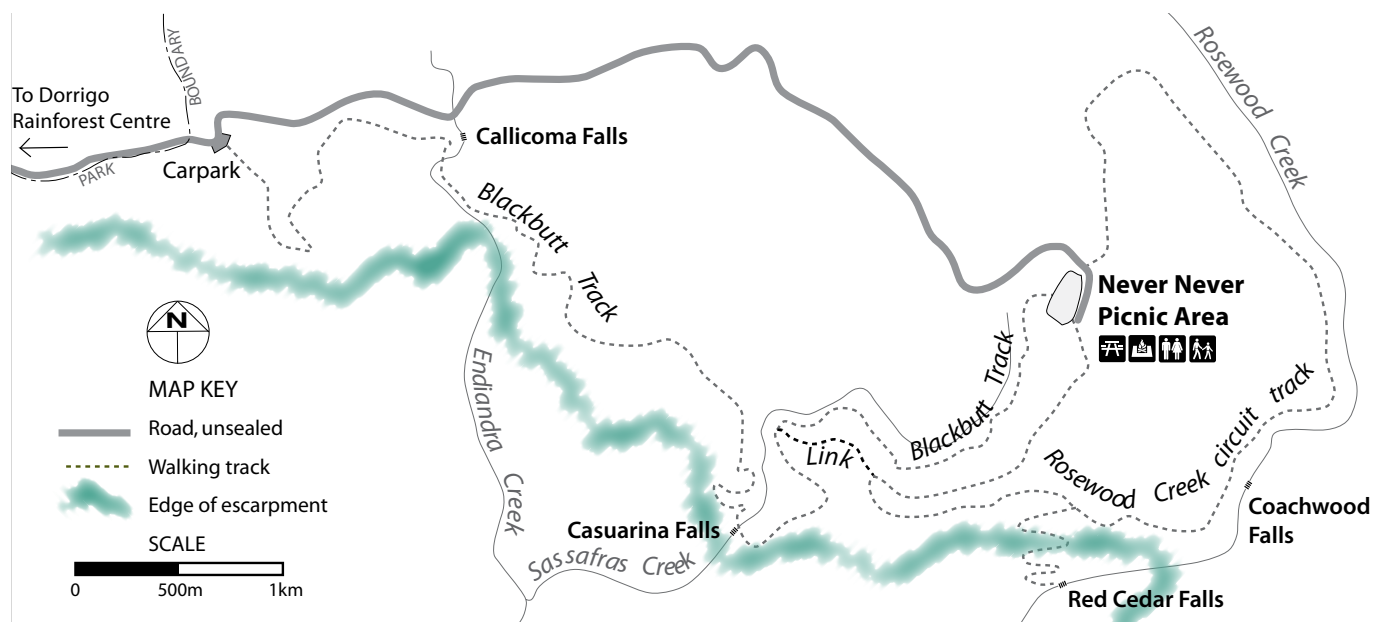 BOUNDARY
To Dorrigo
Rainforest Centre
PARK
Carpark
Callicoma Falls
Rosewood Creek
Blackbutt Track
Never Never
Picnic Area
N
MAP KEY
Road, unsealed
Walking track
Edge of escarpment
SCALE
0 500m 1km
Endiandra Creek
Blackbutt Track
Link
Rosewood Creek circuit track
Coachwood
Falls
Casuarina Falls
Sassafras Creek
Red Cedar Falls